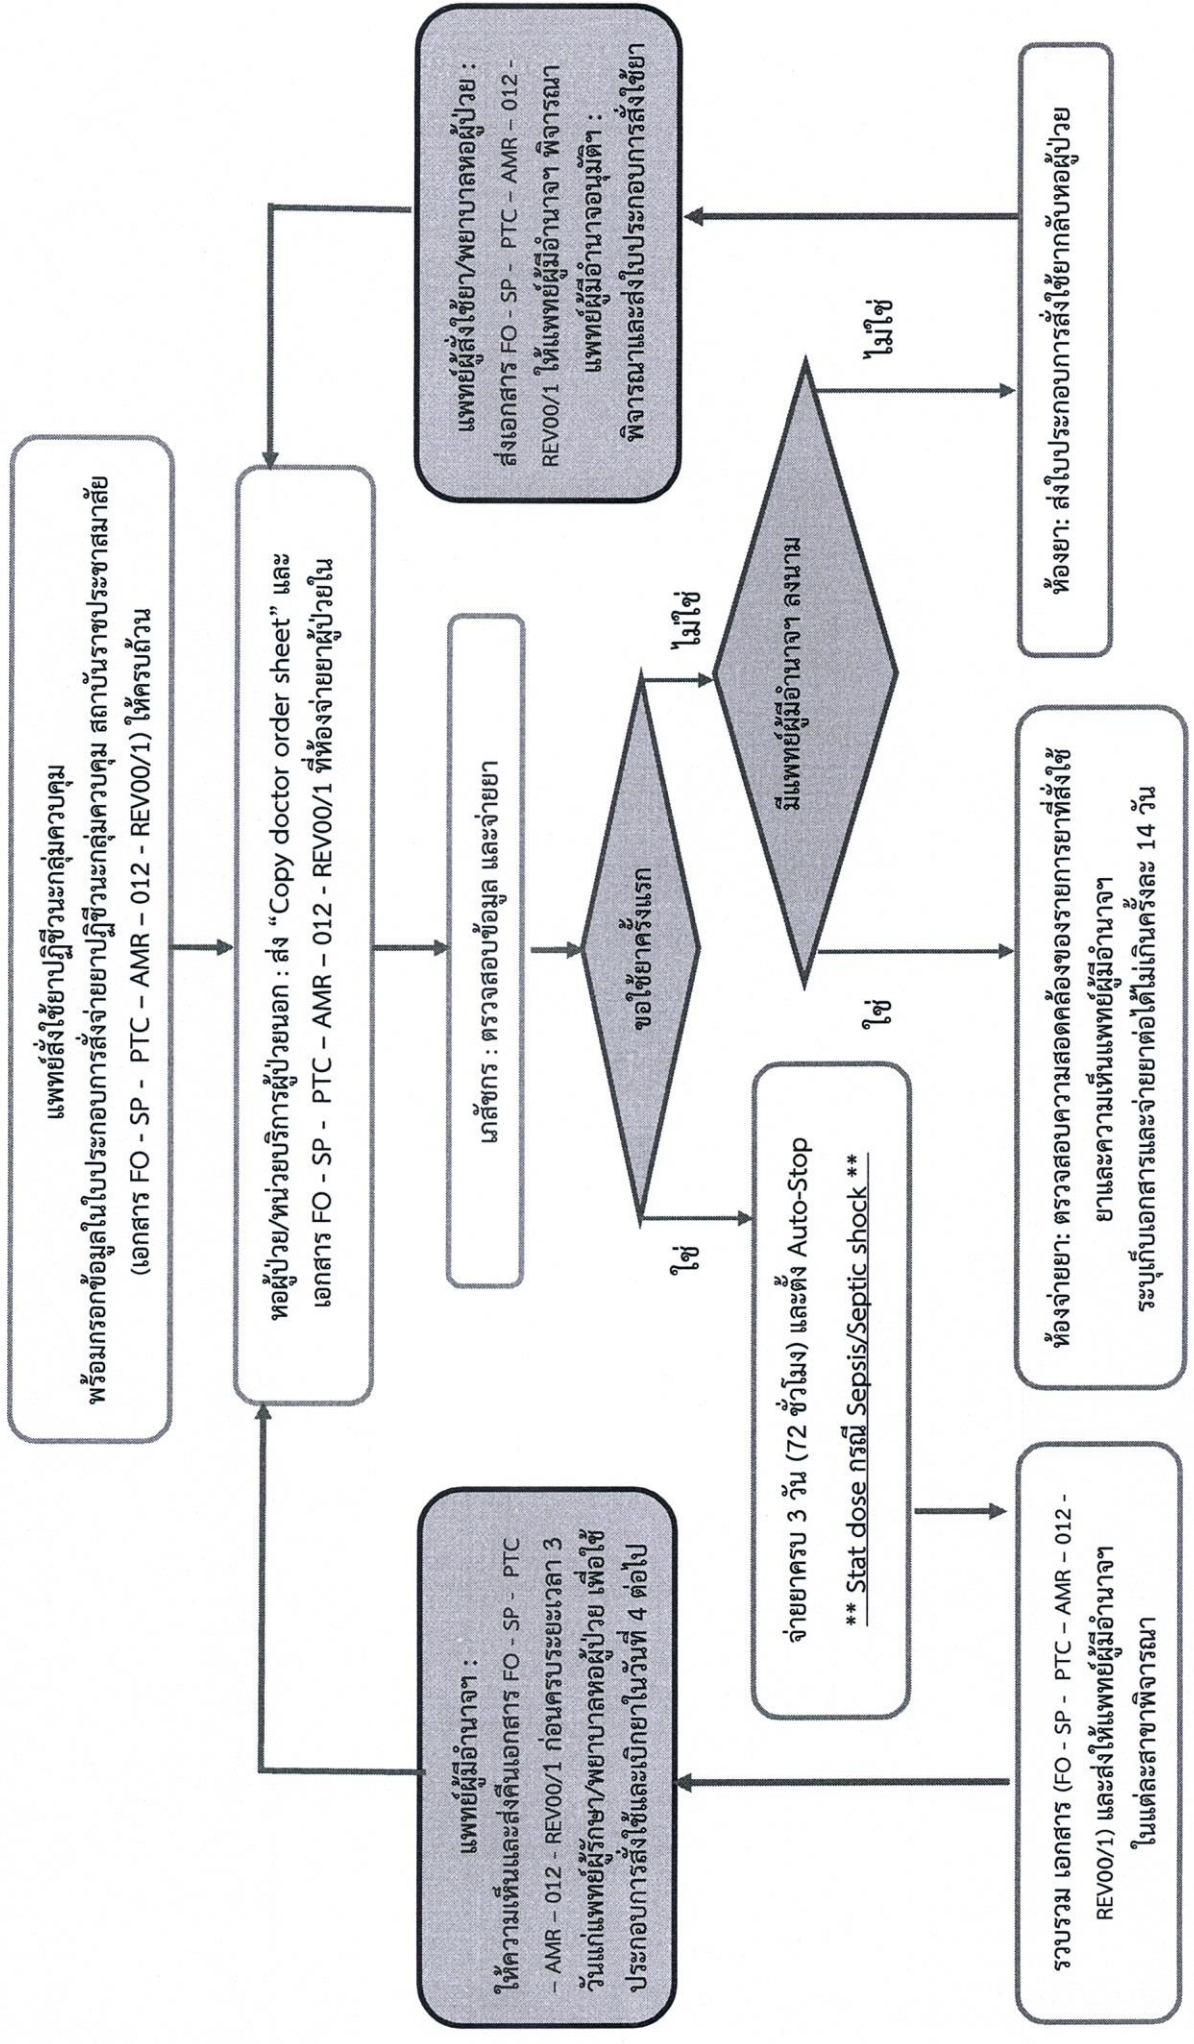 แพทย์สั่งใช้ยาปฏิชีวนะกลุ่มควบคุม
พร้อมกรอกข้อมูลในใบประกอบการสั่งจ่ายยาปฏิชีวนะกลุ่มควบคุม สถาบันราชประชาสมาสัย
(เอกสาร FO - SP - PTC – AMR – 012 - REV00/1) ให้ครบถ้วน
หอผู้ป่วย/หน่วยบริการผู้ป่วยนอก : ส่ง “Copy doctor order sheet” และ
เอกสาร FO - SP - PTC – AMR – 012 - REV00/1 ที่ห้องจ่ายยาผู้ป่วยใน
เภสัชกร : ตรวจสอบข้อมูล และจ่ายยา
ขอใช้ยาครั้งแรก
ใช่
ไม่ใช่
แพทย์ผู้มีอำนาจฯ :
ให้ความเห็นและส่งคืนเอกสาร FO - SP - PTC
– AMR – 012 - REV00/1 ก่อนครบระยะเวลา 3
วันแก่แพทย์ผู้รักษา/พยาบาลหอผู้ป่วย เพื่อใช้
ประกอบการสั่งใช้และเบิกยาในวันที่ 4 ต่อไป
แพทย์ผู้สั่งใช้ยา/พยาบาลหอผู้ป่วย :
ส่งเอกสาร FO - SP - PTC – AMR – 012 -
REV00/1 ให้แพทย์ผู้มีอำนาจฯ พิจารณา
แพทย์ผู้มีอำนาจอนุมัติฯ :
พิจารณาและส่งใบประกอบการสั่งใช้ยา
จ่ายยาครบ 3 วัน (72 ชั่วโมง) และตั้ง Auto-Stop
** Stat dose กรณี Sepsis/Septic shock **
มีแพทย์ผู้มีอำนาจฯ ลงนาม
ใช่
ไม่ใช่
รวบรวม เอกสาร (FO - SP - PTC – AMR – 012 -
REV00/1) และส่งให้แพทย์ผู้มีอำนาจฯ
ในแต่ละสาขาพิจารณา
ห้องจ่ายยา: ตรวจสอบความสอดคล้องของรายการยาที่สั่งใช้
ยาและความเห็นแพทย์ผู้มีอำนาจฯ
ระบุเก็บเอกสารและจ่ายยาต่อได้ไม่เกินครั้งละ 14 วัน
ห้องยา: ส่งใบประกอบการสั่งใช้ยากลับหอผู้ป่วย